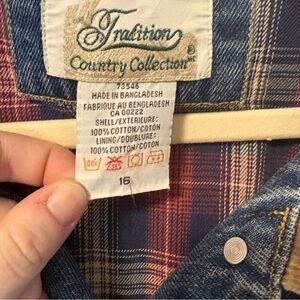 Tradition
Country Collection
73546
MADE IN BANGLADESH
FABRIQUE AU BENGLADESH
CA 00222
SHELL/EXTERIEURE:
100% COTTON/COTON
LINING/DOUBLURE:
100% COTTON/COTON
16